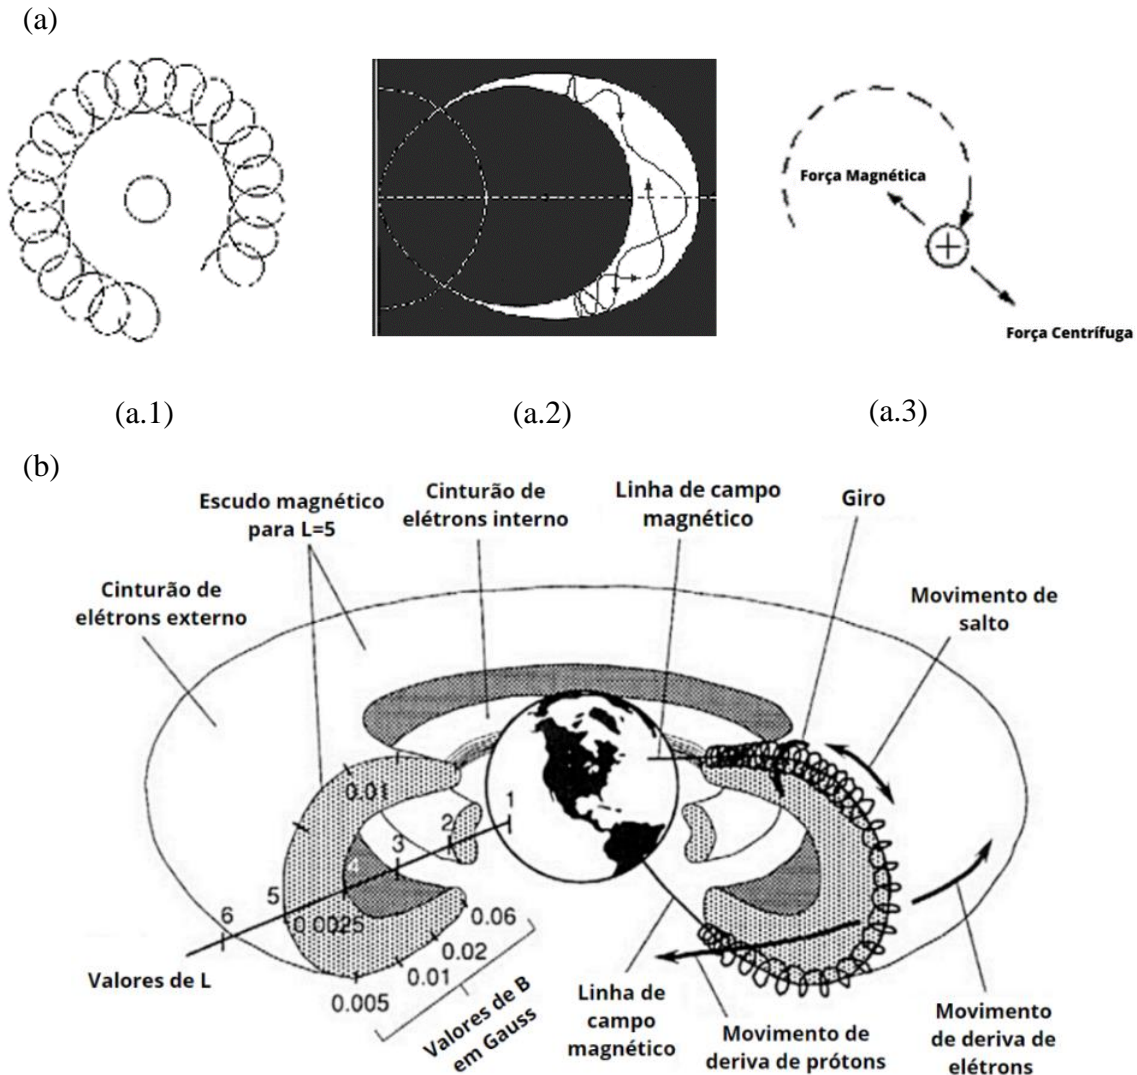 (a)
Força Magnética
+
Força Centrífuga
(a.1)
(a.2)
(a.3)
(b)
Escudo magnético
para L=5
Cinturão de
elétrons interno
Linha de campo
magnético
Giro
Cinturão de
elétrons externo
Movimento de
salto
0.01
1
2
3
4
5
6
0.0025
0.06
0.02
0.01
0.005
Valores de L
Valores de B
em Gauss
Linha de
campo
magnético
Movimento de
deriva de prótons
Movimento
de deriva de
elétrons